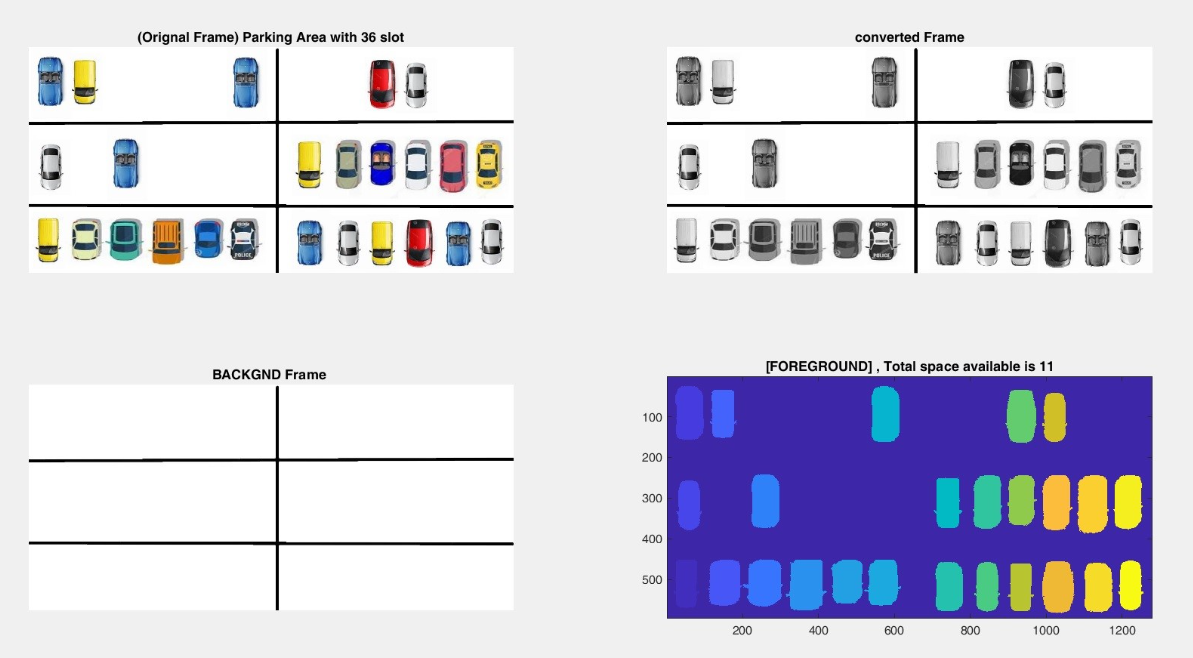 (Orignal Frame) Parking Area with 36 slot
converted Frame
POLICE
POLICE
BACKGND Frame
[FOREGROUND] , Total space available is 11
100
200
300
400
500
200
400
600
800
1000
1200